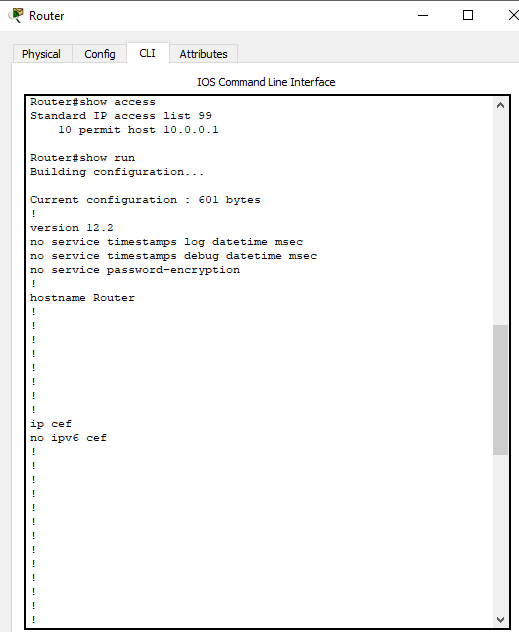 Router
Physical Config CLI Attributes
IOS Command Line Interface
Router#show access
Standard IP access list 99
    10 permit host 10.0.0.1

Router#show run
Building configuration...

Current configuration : 601 bytes
!
version 12.2
no service timestamps log datetime msec
no service timestamps debug datetime msec
no service password-encryption
!
hostname Router
!
!
!
!
!
!
!
!
ip cef
no ipv6 cef
!
!
!
!
!
!
!
!
!
!
!
!
!